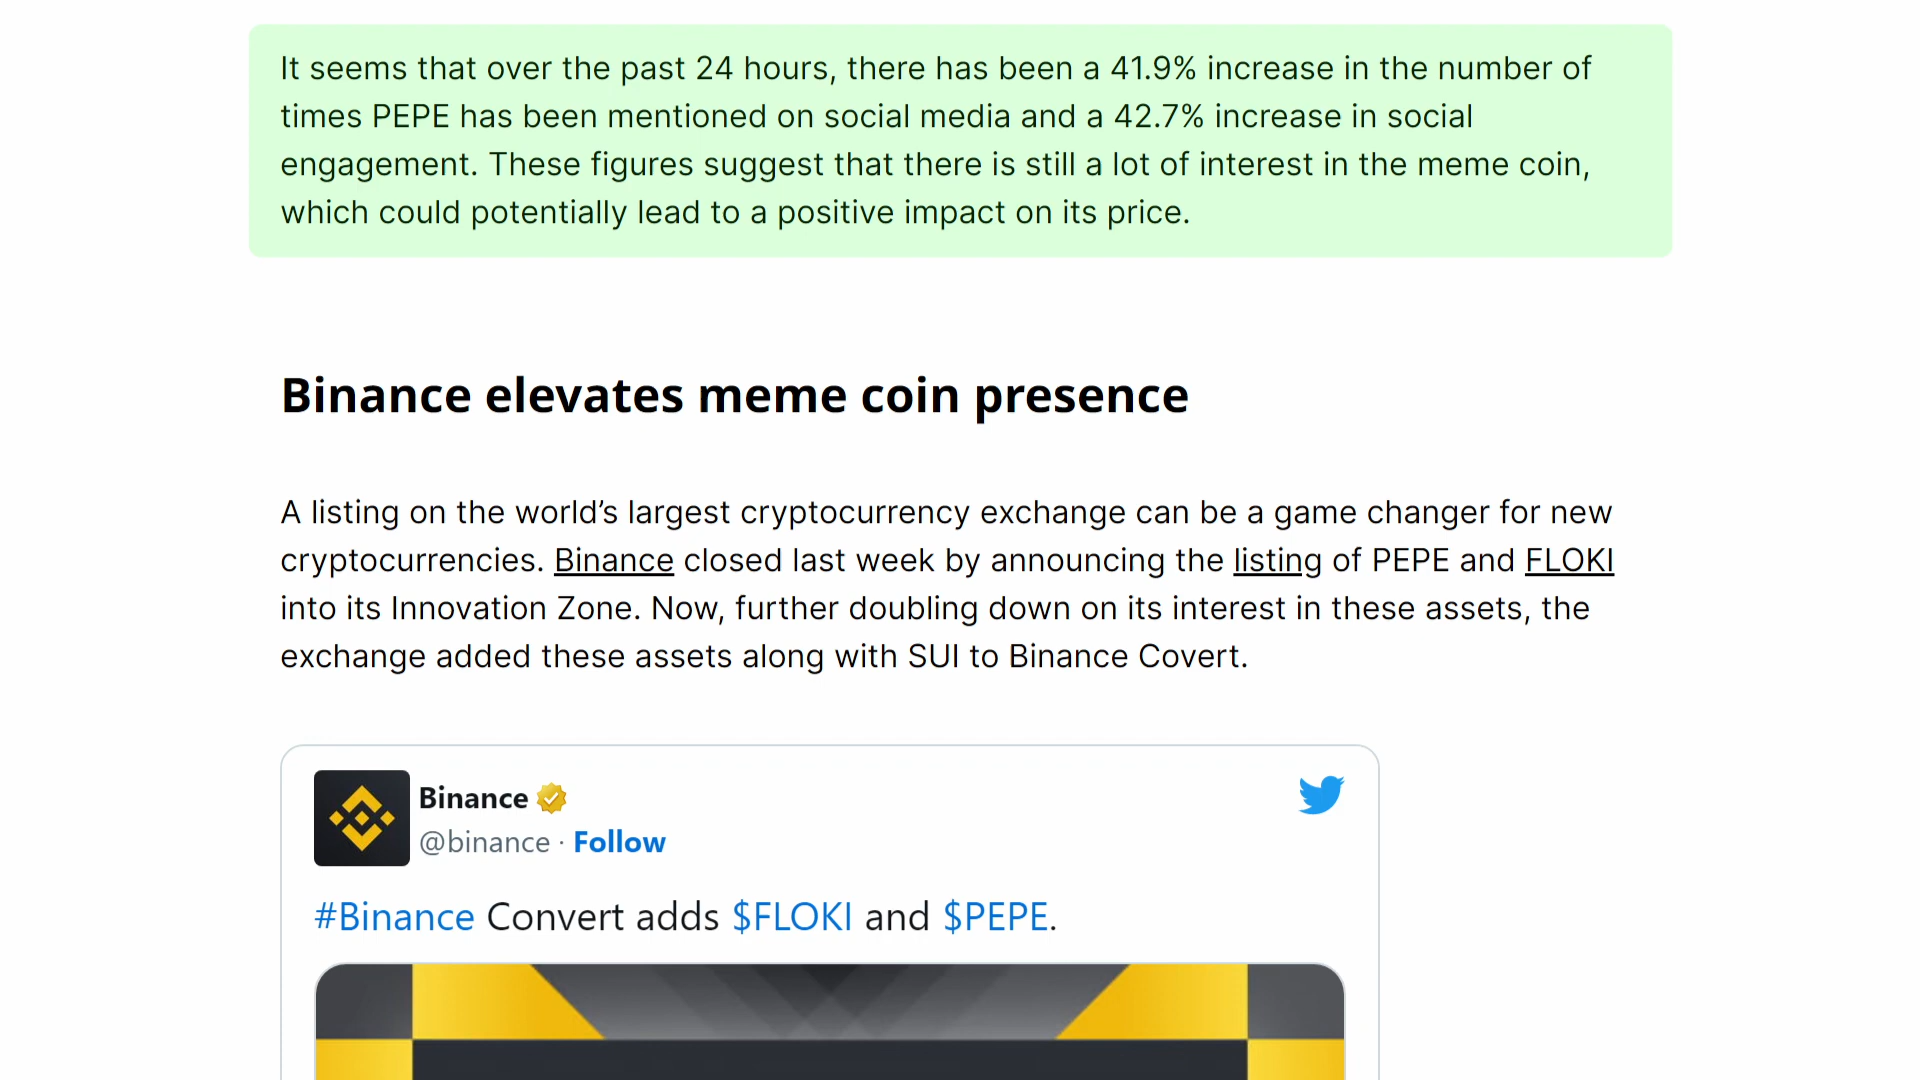 It seems that over the past 24 hours, there has been a 41.9% increase in the number of
times PEPE has been mentioned on social media and a 42.7% increase in social
engagement. These figures suggest that there is still a lot of interest in the meme coin,
which could potentially lead to a positive impact on its price.
Binance elevates meme coin presence
A listing on the world’s largest cryptocurrency exchange can be a game changer for new
cryptocurrencies. Binance closed last week by announcing the listing of PEPE and FLOKI
into its Innovation Zone. Now, further doubling down on its interest in these assets, the
exchange added these assets along with SUI to Binance Covert.
Binance
@binance · Follow
#Binance Convert adds $FLOKI and $PEPE.